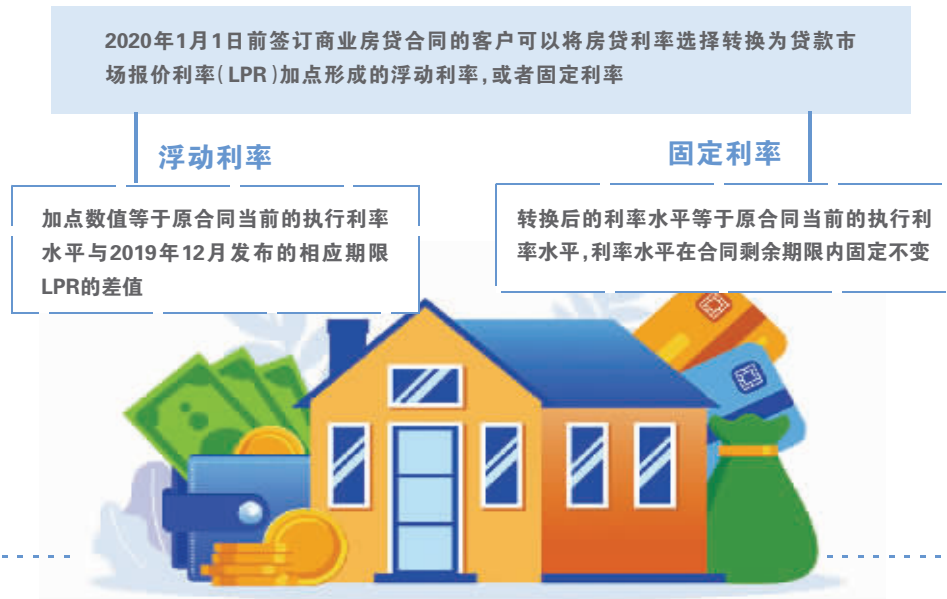 2020年1月1日前签订商业房贷合同的客户可以将房贷利率选择转换为贷款市
场报价利率(LPR)加点形成的浮动利率,或者固定利率
浮动利率
加点数值等于原合同当前的执行利率
水平与2019年12月发布的相应期限
LPR的差值
固定利率
转换后的利率水平等于原合同当前的执行利
率水平,利率水平在合同剩余期限内固定不变